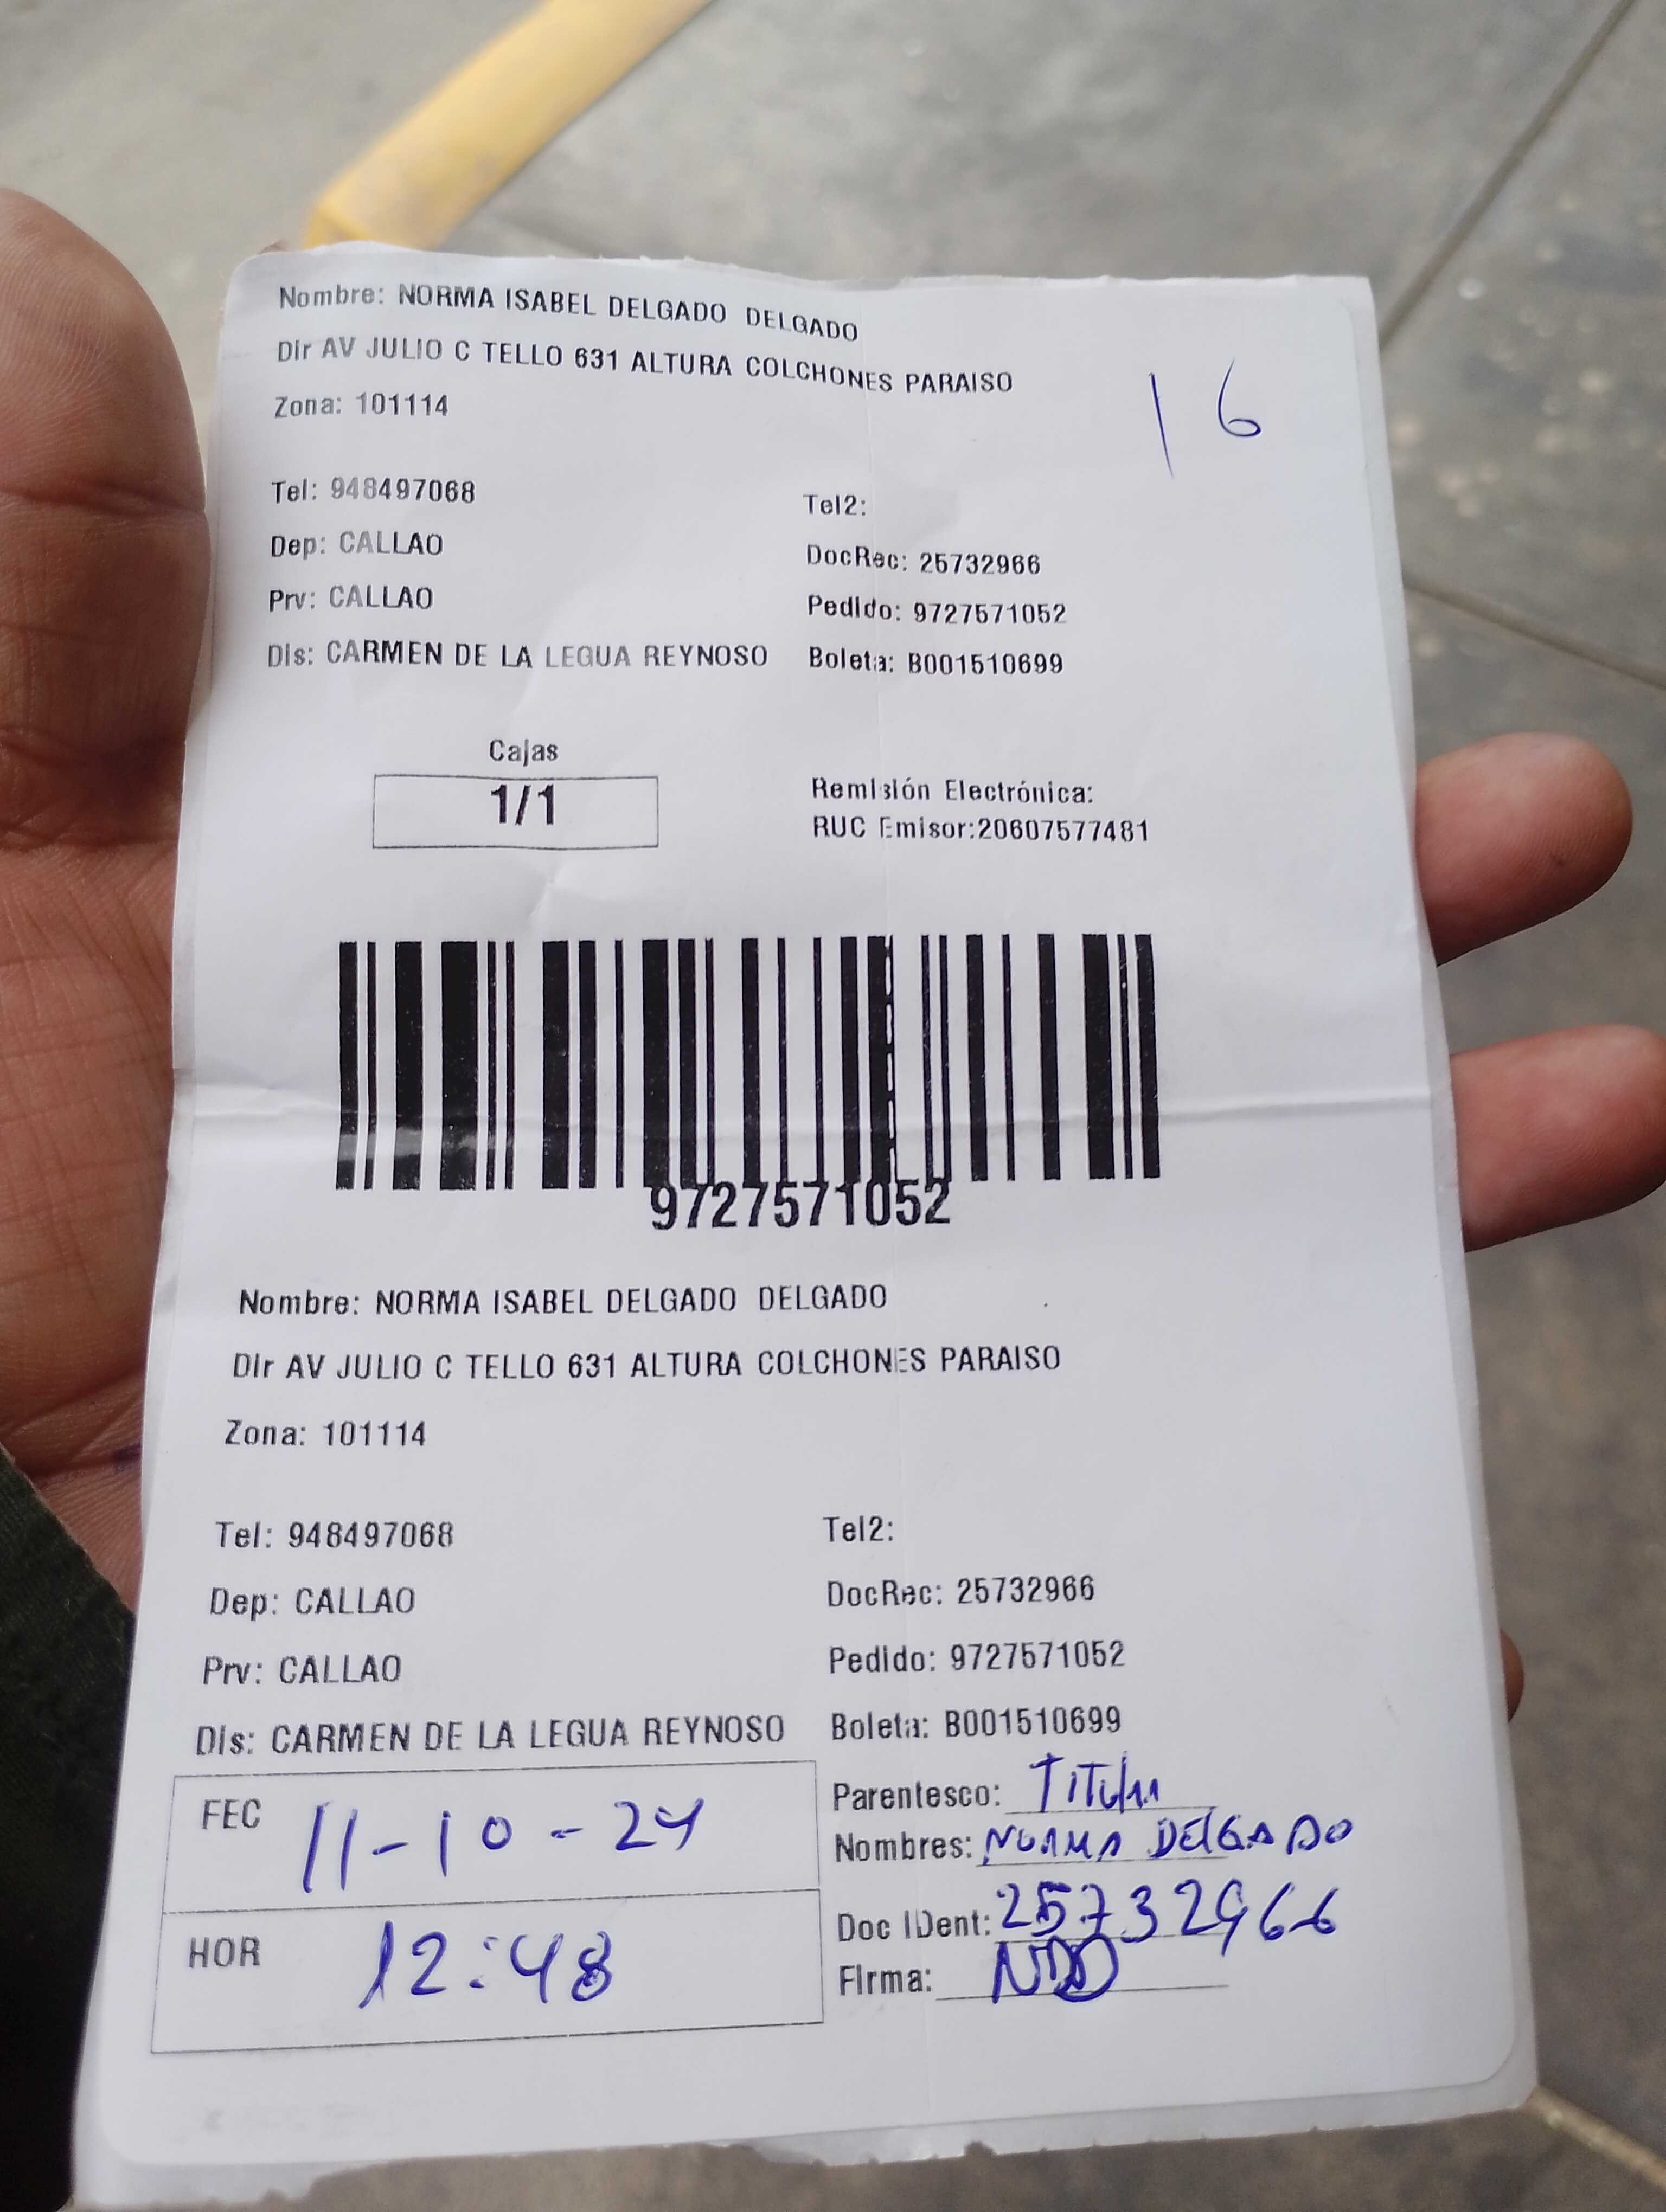 Nombre: NORMA ISABEL DELGADO DELGADO
Dir AV JULIO C TELLO 631 ALTURA COLCHONES PARAISO
Zona: 101114
16
Tel: 948497068 Tel2:
Dep: CALLAO DocRec: 25732966
Prv: CALLAO Pedido: 9727571052
Dis: CARMEN DE LA LEGUA REYNOSO Boleta: B001510699
Cajas
1/1
Remisión Electrónica:
RUC Emisor:20607577481
9727571052
Nombre: NORMA ISABEL DELGADO DELGADO
Dir AV JULIO C TELLO 631 ALTURA COLCHONES PARAISO
Zona: 101114
Tel: 948497068 Tel2:
Dep: CALLAO DocRec: 25732966
Prv: CALLAO Pedido: 9727571052
Dis: CARMEN DE LA LEGUA REYNOSO Boleta: B001510699
FEC 11-10-24
HOR 12:48
Parentesco: TITULAR
Nombres: NORMA DELGADO
Doc IDent: 25732966
Firma: NDD